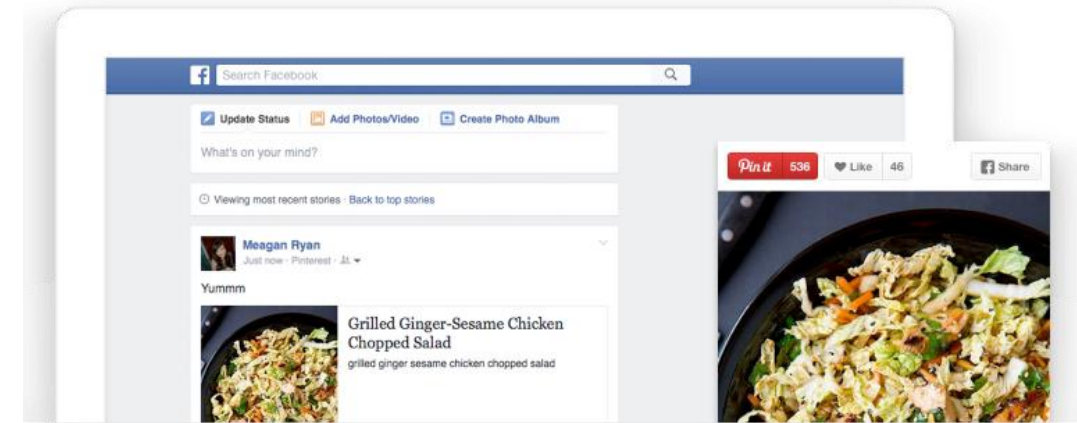 f Search Facebook
Update Status Add Photos/Video Create Photo Album
What's on your mind?
Viewing most recent stories · Back to top stories
Meagan Ryan
Just now · Pinterest ·
Yummm
Grilled Ginger-Sesame Chicken
Chopped Salad
grilled ginger sesame chicken chopped salad
Pin it 536 Like 46 f Share